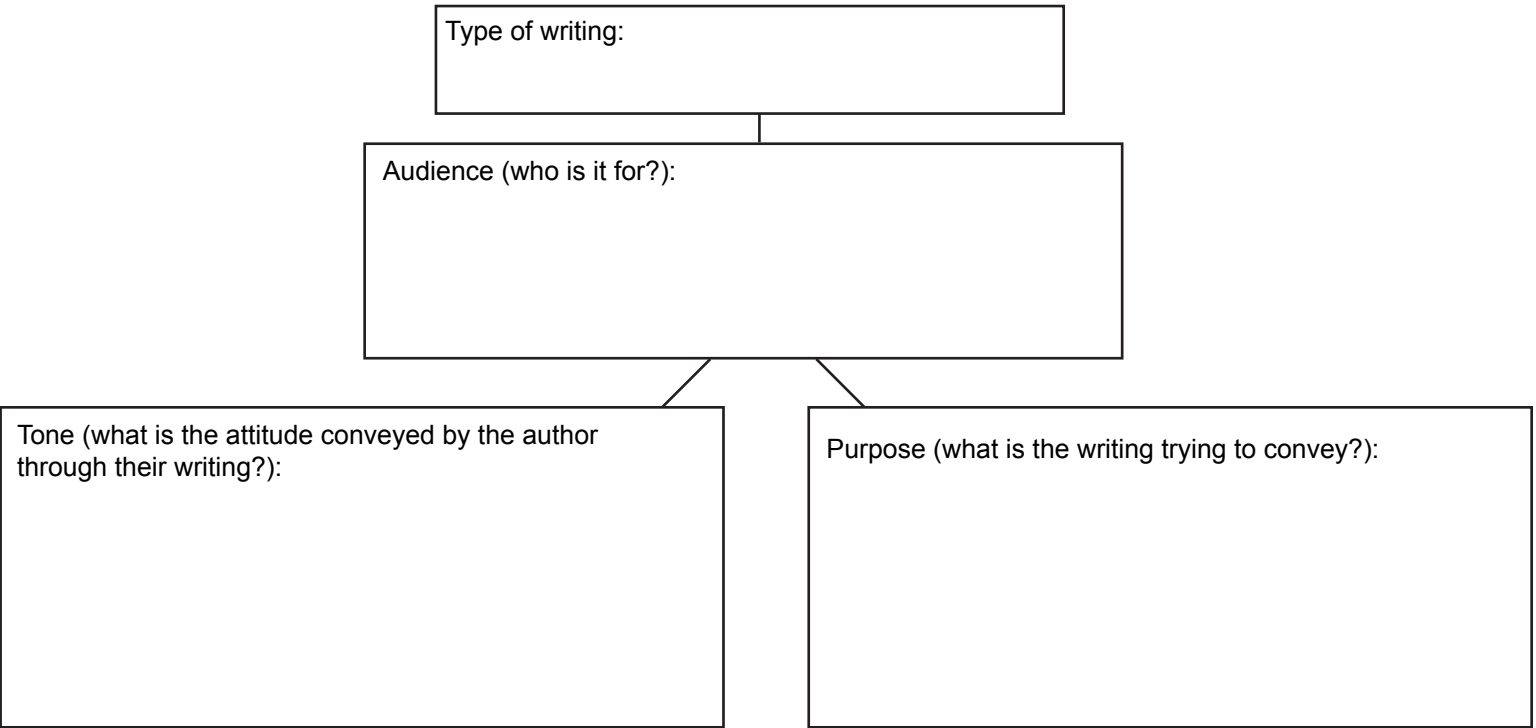 Type of writing:
Audience (who is it for?):
Tone (what is the attitude conveyed by the author
through their writing?):
Purpose (what is the writing trying to convey?):